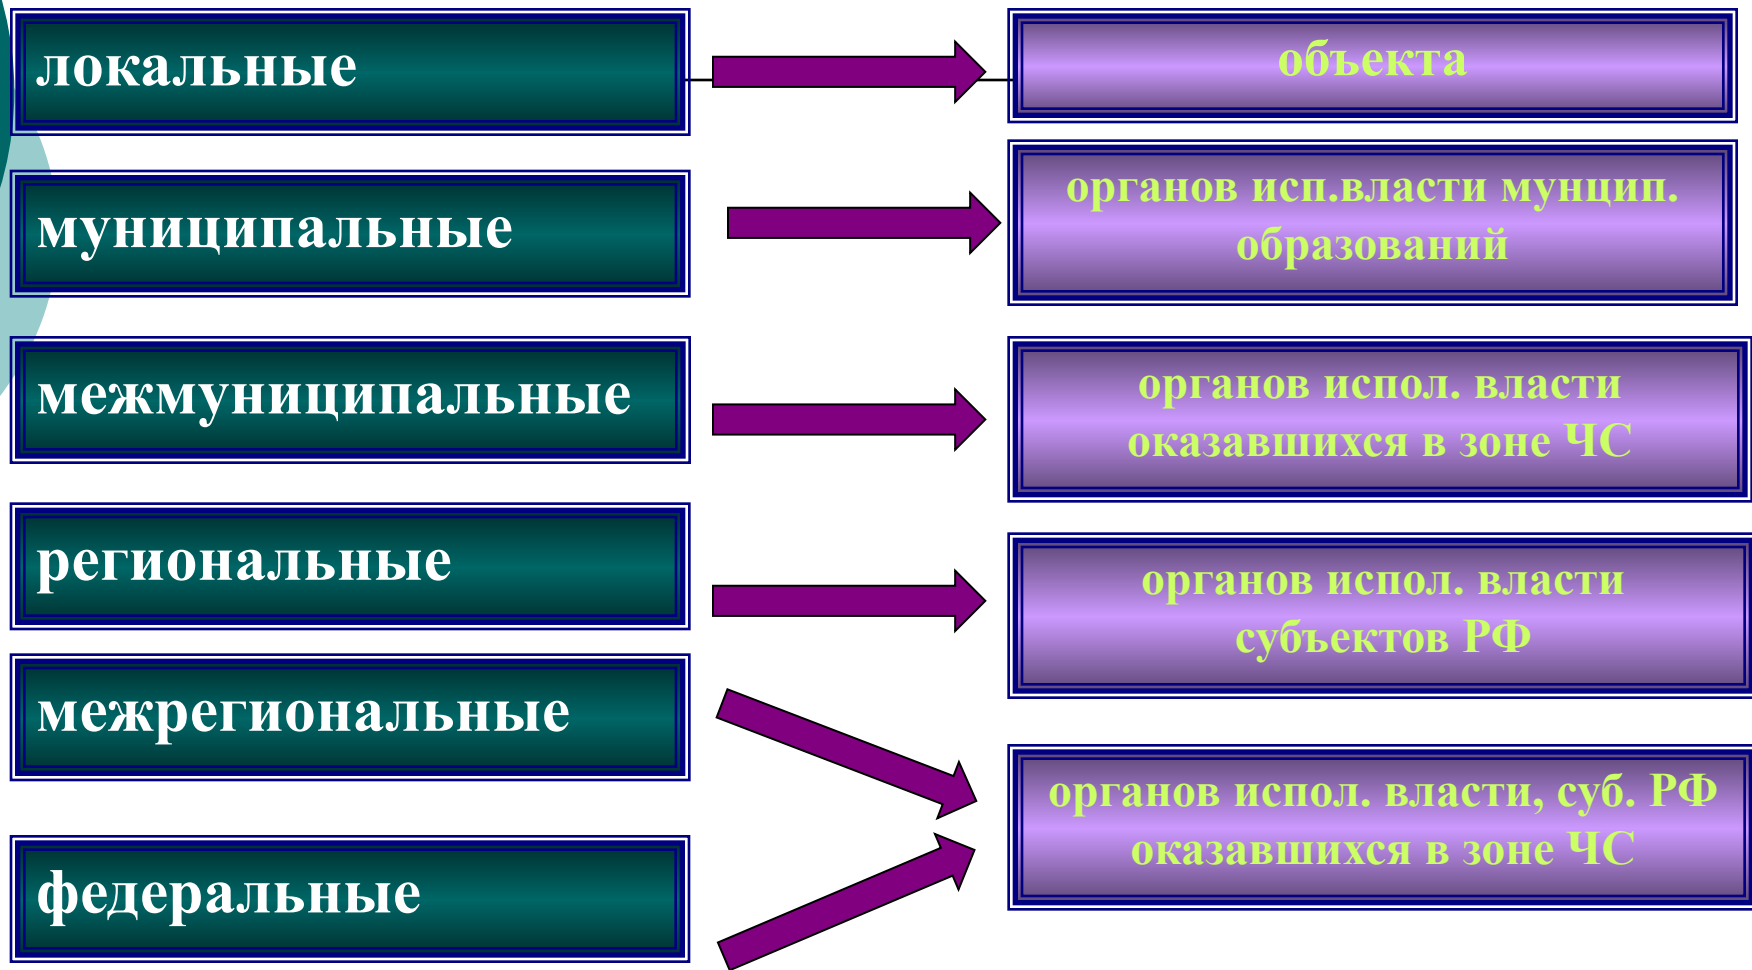 локальные
объекта
муниципальные
органов исп.власти мунцип.
образований
межмуниципальные
органов испол. власти
оказавшихся в зоне ЧС
региональные
органов испол. власти
субъектов РФ
межрегиональные
органов испол. власти, суб. РФ
оказавшихся в зоне ЧС
федеральные